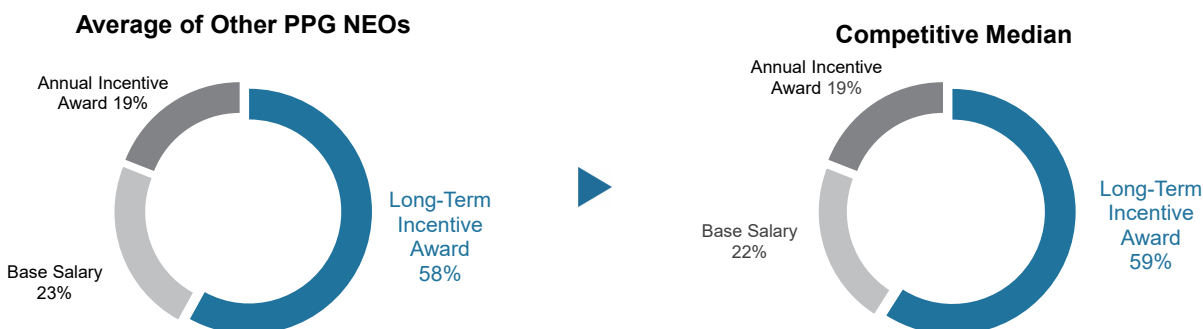 Average of Other PPG NEOs
Annual Incentive
Award 19%
Long-Term
Incentive
Award
58%
Base Salary
23%
Competitive Median
Annual Incentive
Award 19%
Long-Term
Incentive
Award
59%
Base Salary
22%